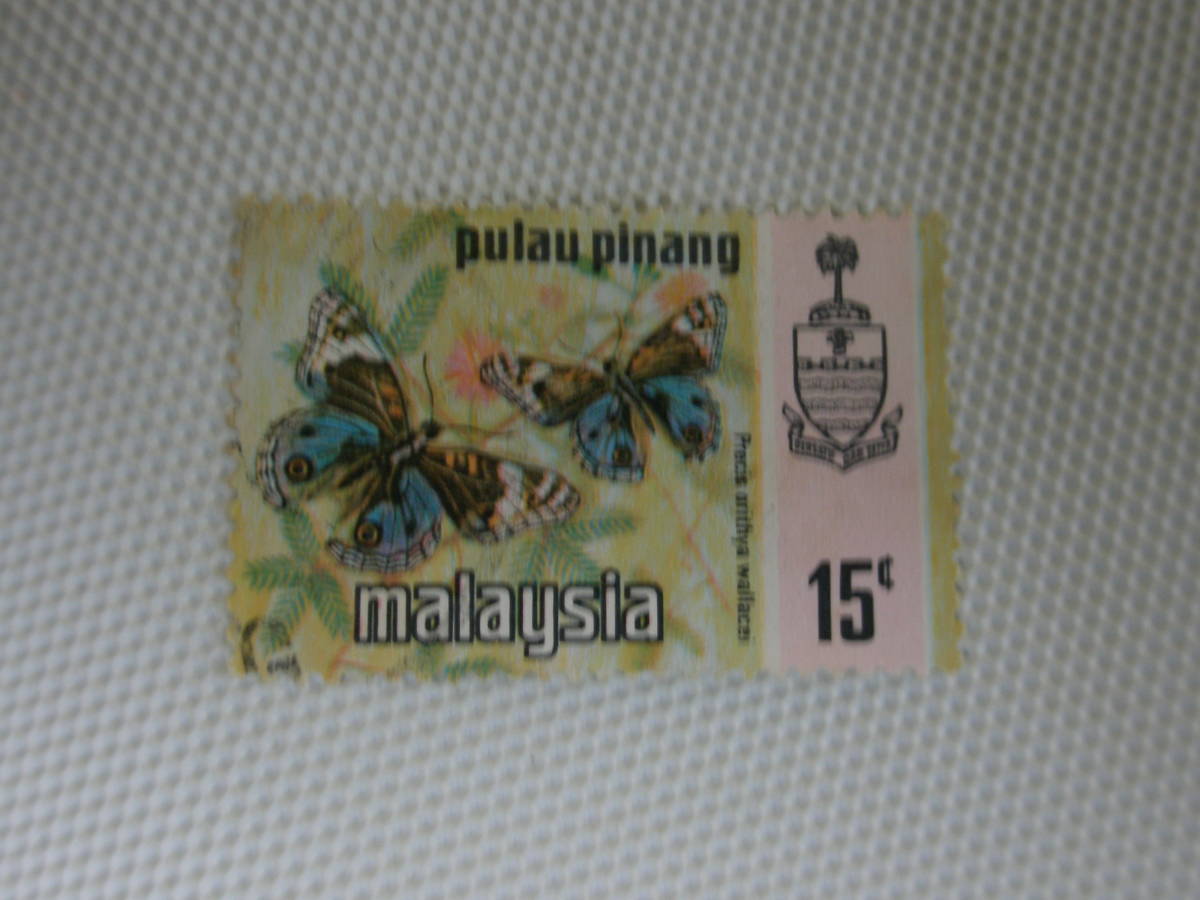 pulau pinang
Precis orithya wallacei
malaysia
15¢